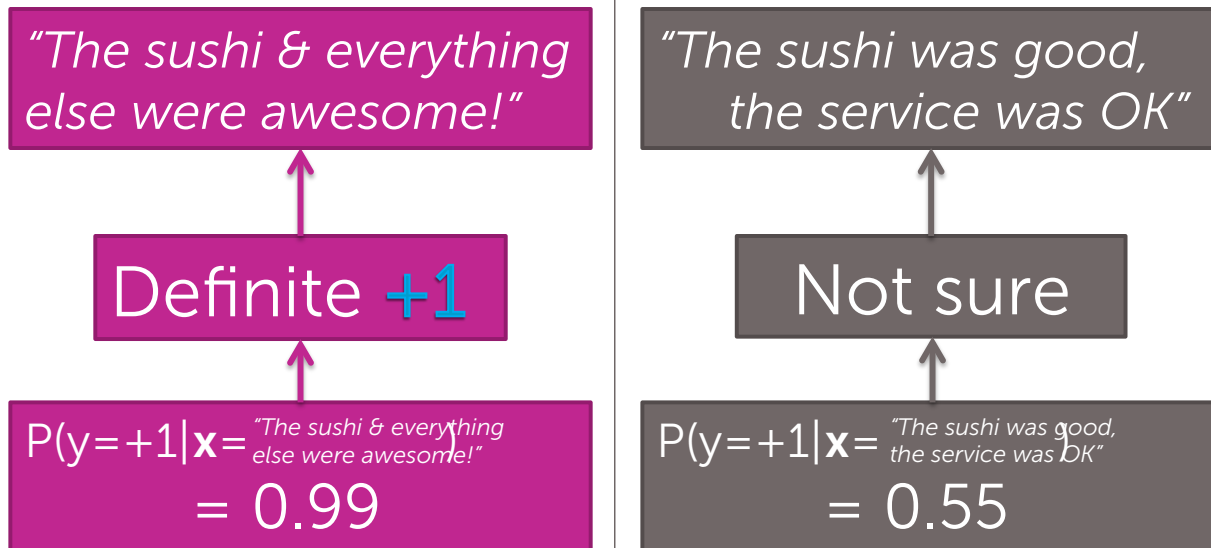 “The sushi & everything
else were awesome!”
Definite +1
P(y=+1|x= “The sushi & everything
else were awesome!” )
= 0.99
“The sushi was good,
the service was OK”
Not sure
P(y=+1|x= “The sushi was good,
the service was OK” )
= 0.55